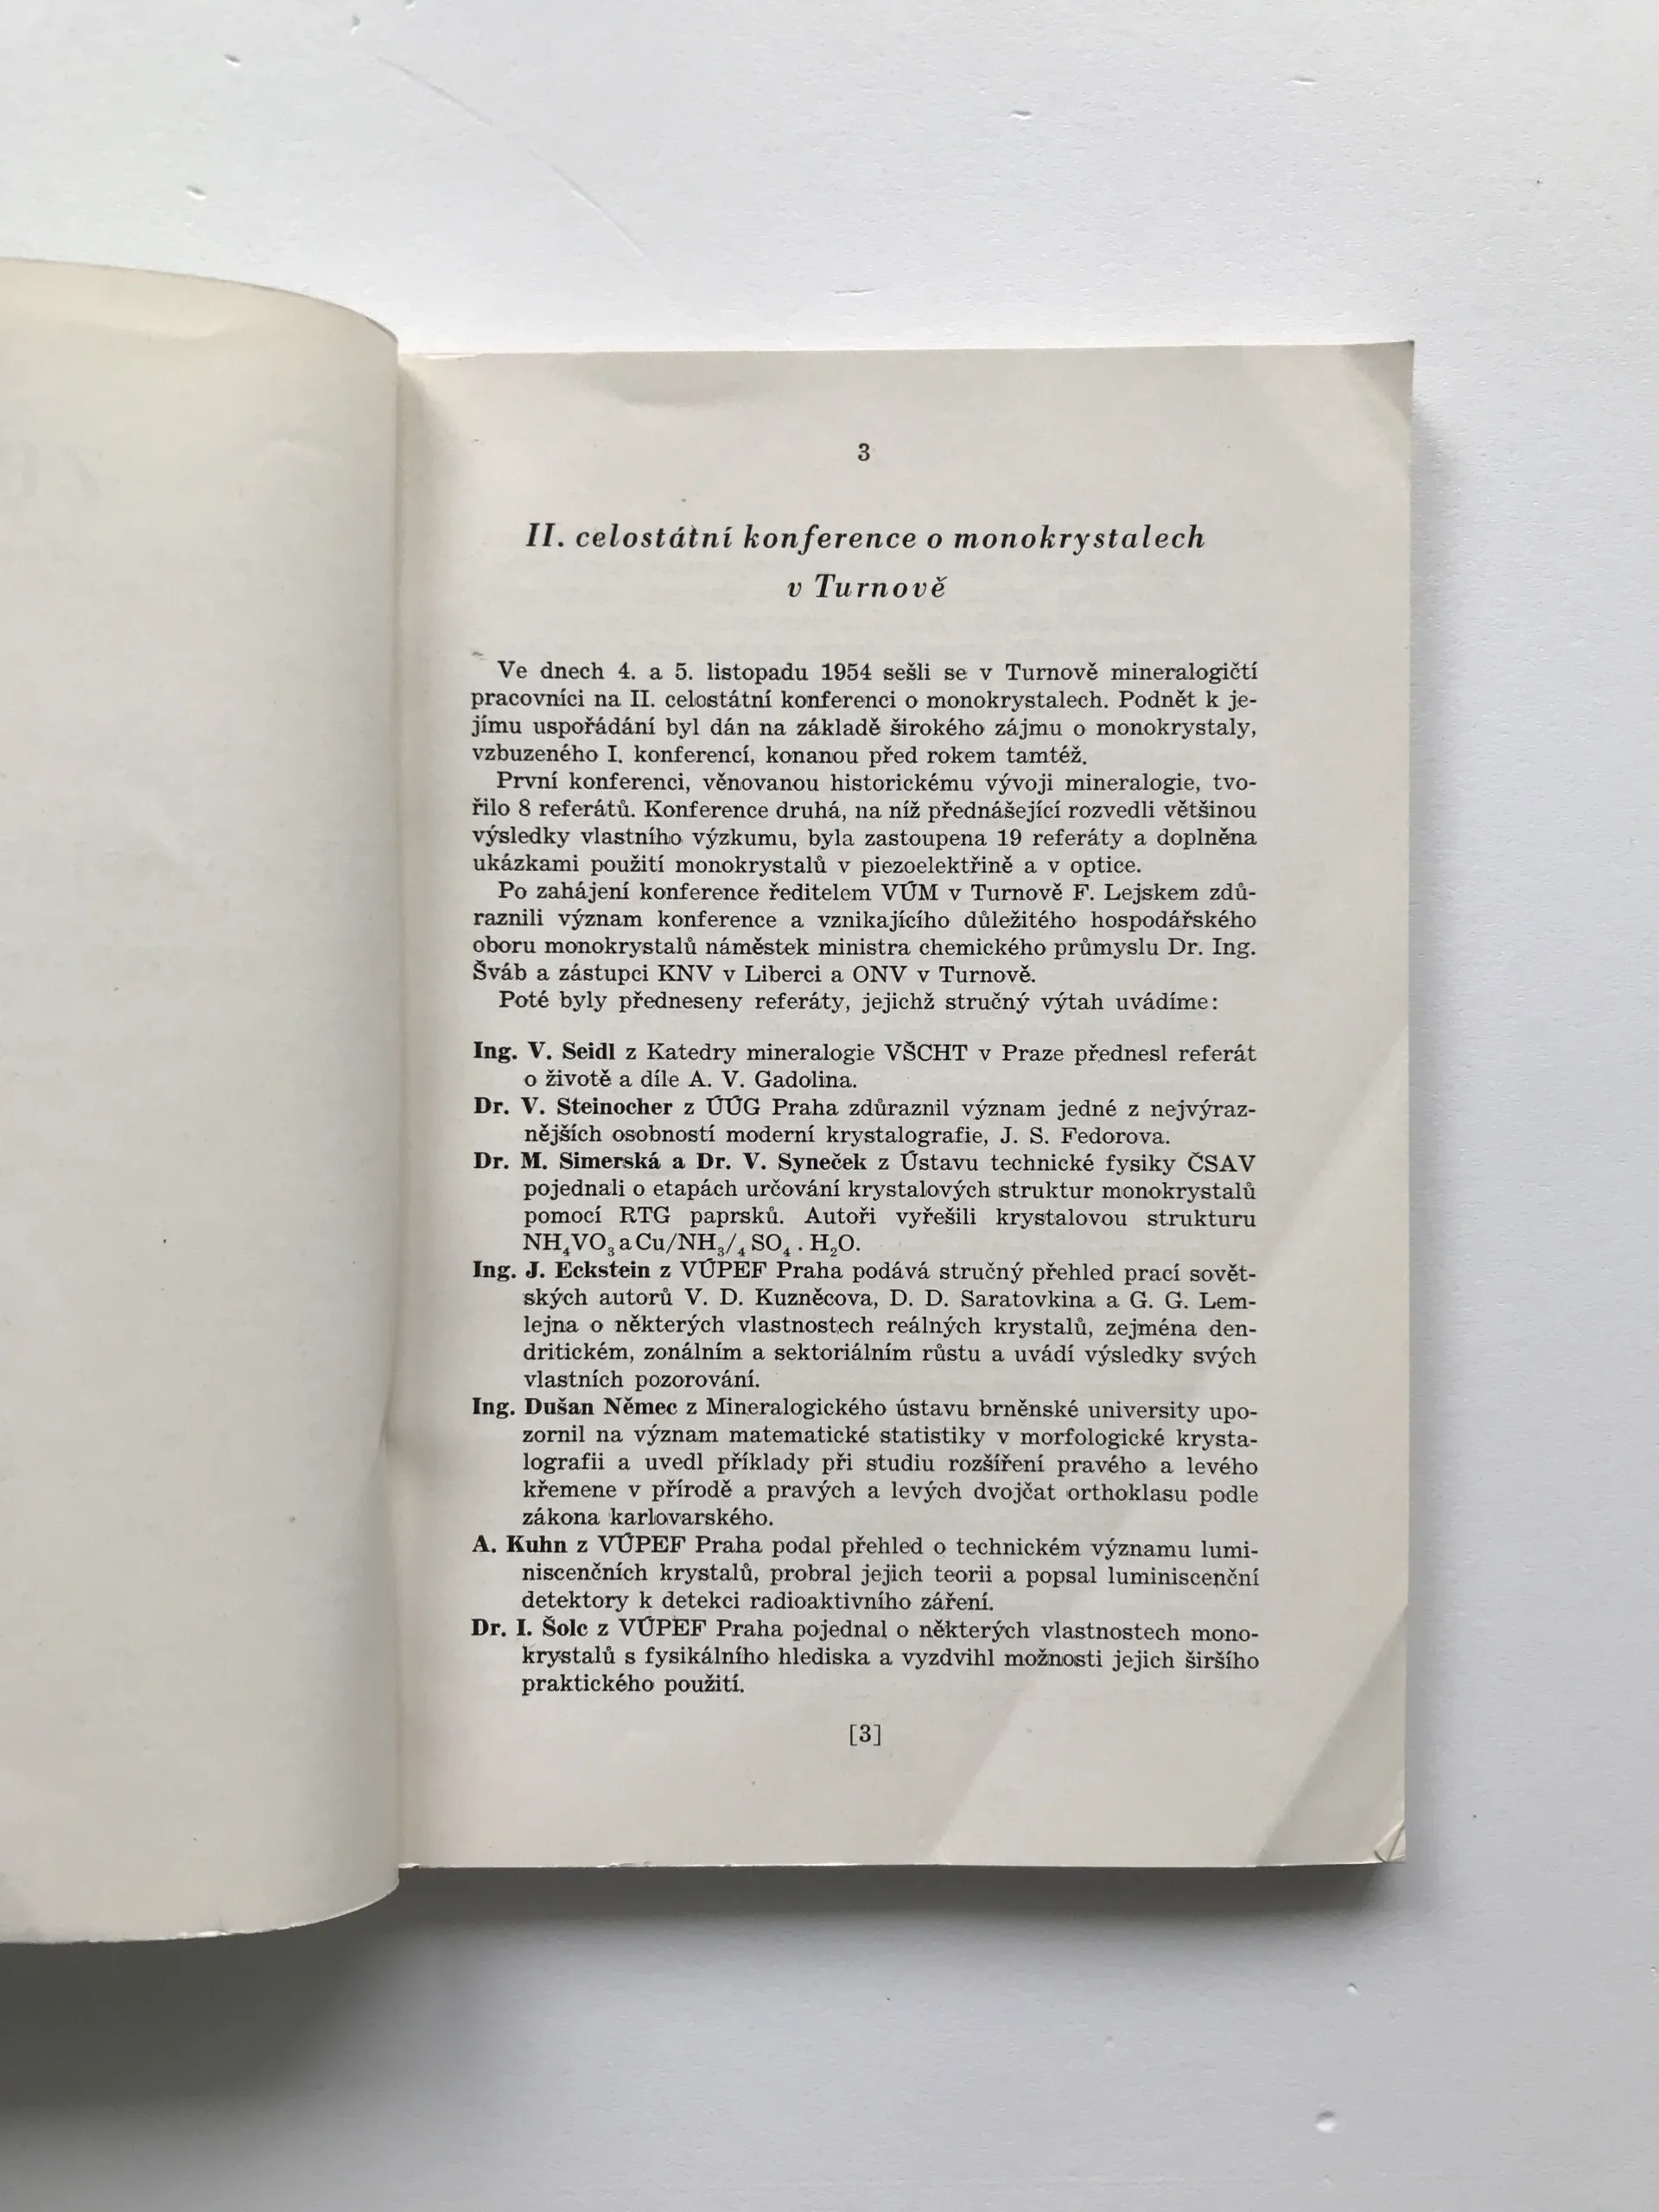 3
II. celostátní konference o monokrystalech
v Turnově
Ve dnech 4. a 5. listopadu 1954 sešli se v Turnově mineralogičtí
pracovníci na II. celostátní konferenci o monokrystalech. Podnět k je-
jímu uspořádání byl dán na základě širokého zájmu o monokrystaly,
vzbuzeného I. konferencí, konanou před rokem tamtéž.
První konferenci, věnovanou historickému vývoji mineralogie, tvo-
řilo 8 referátů. Konference druhá, na níž přednášející rozvedli většinou
výsledky vlastního výzkumu, byla zastoupena 19 referáty a doplněna
ukázkami použití monokrystalů v piezoelektřině a v optice.
Po zahájení konference ředitelem VÚM v Turnově F. Lejskem zdů-
raznili význam konference a vznikajícího důležitého hospodářského
oboru monokrystalů náměstek ministra chemického průmyslu Dr. Ing.
Šváb a zástupci KNV v Liberci a ONV v Turnově.
Poté byly předneseny referáty, jejichž stručný výtah uvádíme:
Ing. V. Seidl z Katedry mineralogie VŠCHT v Praze přednesl referát
o životě a díle A. V. Gadolina.
Dr. V. Steinocher z ÚÚG Praha zdůraznil význam jedné z nejvýraz-
nějších osobností moderní krystalografie, J. S. Fedorova.
Dr. M. Simerská a Dr. V. Syneček z Ústavu technické fysiky ČSAV
pojednali o etapách určování krystalových struktur monokrystalů
pomocí RTG paprsků. Autoři vyřešili krystalovou strukturu
NH₄VO₃ a Cu/NH₃/₄ SO₄ . H₂O.
Ing. J. Eckstein z VÚPEF Praha podává stručný přehled prací sovět-
ských autorů V. D. Kuzněcova, D. D. Saratovkina a G. G. Lem-
lejna o některých vlastnostech reálných krystalů, zejména den-
dritickém, zonálním a sektoriálním růstu a uvádí výsledky svých
vlastních pozorování.
Ing. Dušan Němec z Mineralogického ústavu brněnské university upo-
zornil na význam matematické statistiky v morfologické krysta-
lografii a uvedl příklady při studiu rozšíření pravého a levého
křemene v přírodě a pravých a levých dvojčat orthoklasu podle
zákona karlovarského.
A. Kuhn z VÚPEF Praha podal přehled o technickém významu lumi-
niscenčních krystalů, probral jejich teorii a popsal luminiscenční
detektory k detekci radioaktivního záření.
Dr. I. Šolc z VÚPEF Praha pojednal o některých vlastnostech mono-
krystalů s fysikálního hlediska a vyzdvihl možnosti jejich širšího
praktického použití.
[3]